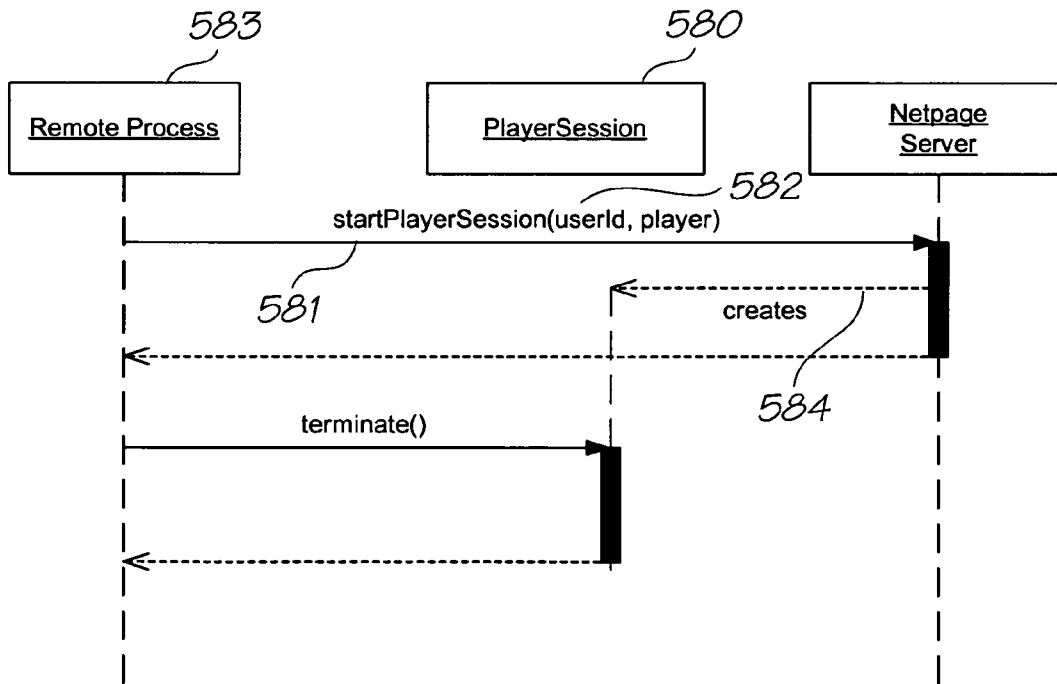 583
580
Remote Process
PlayerSession
Netpage
Server
582
startPlayerSession(userId, player)
581
creates
584
terminate()